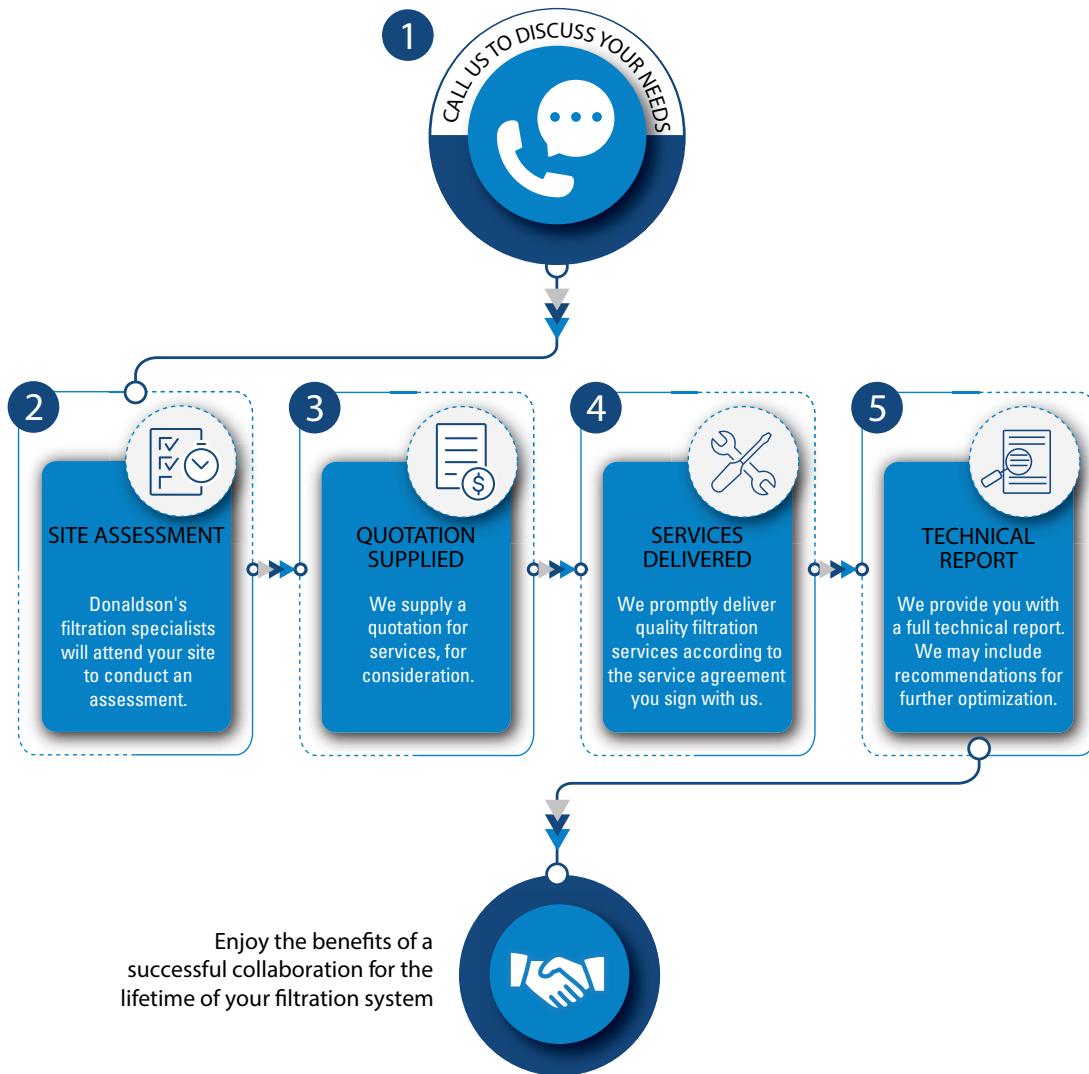 1
CALL US TO DISCUSS YOUR NEEDS
2
SITE ASSESSMENT
Donaldson's
filtration specialists
will attend your site
to conduct an
assessment.
3
QUOTATION
SUPPLIED
We supply a
quotation for
services, for
consideration.
$
4
SERVICES
DELIVERED
We promptly deliver
quality filtration
services according to
the service agreement
you sign with us.
5
TECHNICAL
REPORT
We provide you with
a full technical report.
We may include
recommendations for
further optimization.
Enjoy the benefits of a
successful collaboration for the
lifetime of your filtration system